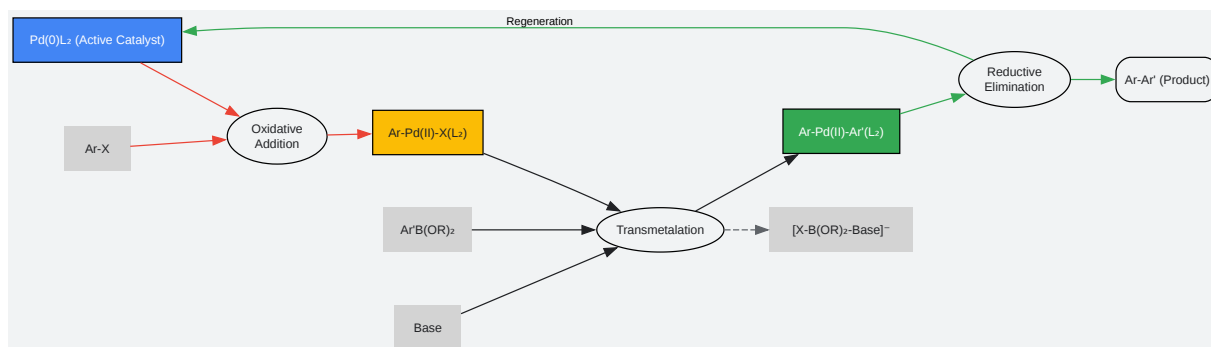 Regeneration
Pd(0)L₂ (Active Catalyst)
Reductive
Elimination
Ar-Ar' (Product)
Oxidative
Addition
Ar-Pd(II)-X(L₂)
Ar-Pd(II)-Ar'(L₂)
Ar-X
Ar'B(OR)₂
Transmetalation
[X-B(OR)₂-Base]⁻
Base